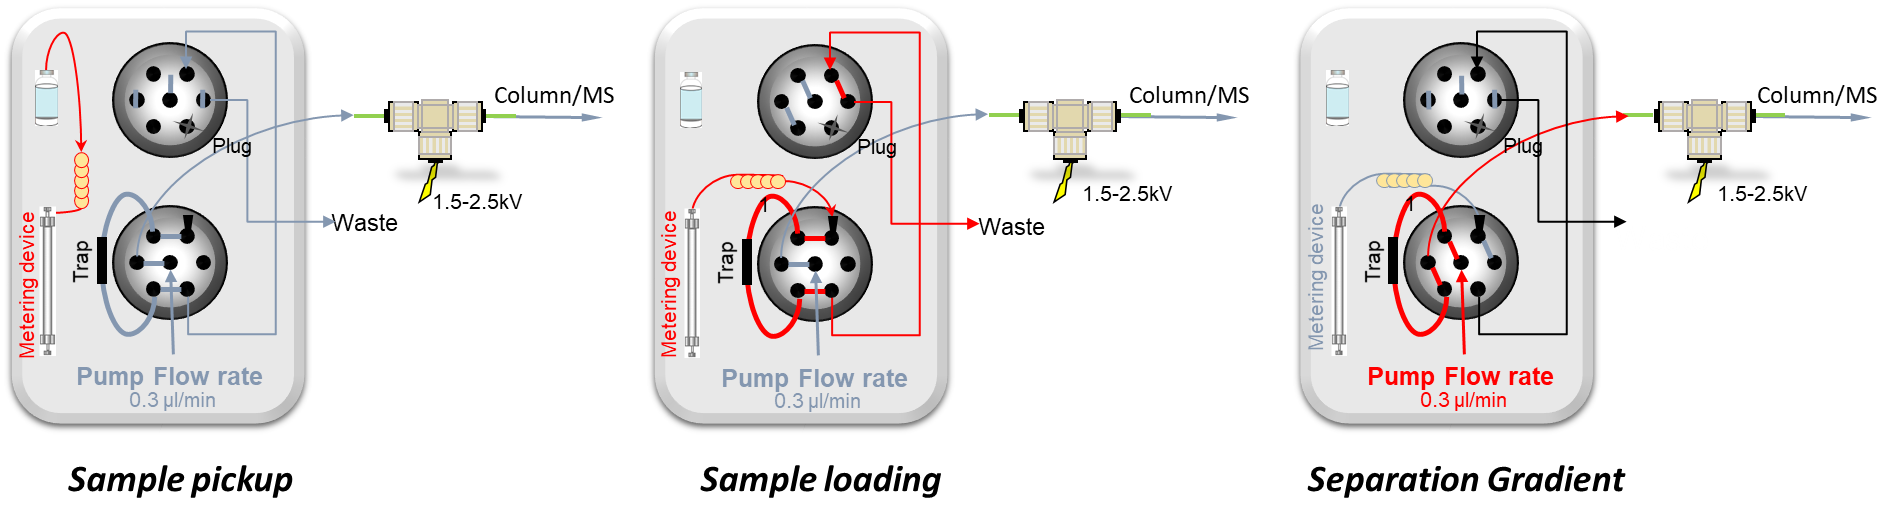 Column/MS
Plug
1.5-2.5kV
Waste
Metering device
Trap
Pump Flow rate
0.3 µl/min
Sample pickup
Column/MS
Plug
1.5-2.5kV
1
Waste
Metering device
Trap
Pump Flow rate
0.3 µl/min
Sample loading
Column/MS
Plug
1.5-2.5kV
1
Metering device
Trap
Pump Flow rate
0.3 µl/min
Separation Gradient